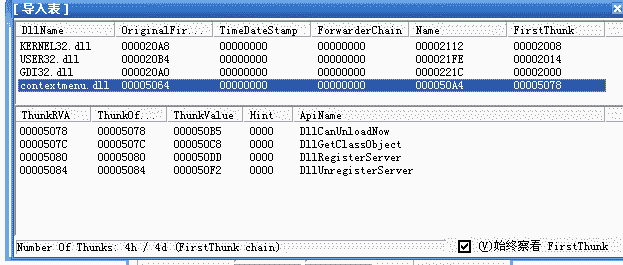 [ 导入表 ]
DllName OriginalFir... TimeDateStamp ForwarderChain Name FirstThunk
KERNEL32.dll 000020A8 00000000 00000000 00002112 00002008
USER32.dll 000020B4 00000000 00000000 000021FE 00002014
GDI32.dll 000020A0 00000000 00000000 0000221C 00002000
contextmenu.dll 00005064 00000000 00000000 000050A4 00005078
ThunkRVA ThunkOf... ThunkValue Hint ApiName
00005078 00005078 000050B5 0000 DllCanUnloadNow
0000507C 0000507C 000050C8 0000 DllGetClassObject
00005080 00005080 000050DD 0000 DllRegisterServer
00005084 00005084 000050F2 0000 DllUnregisterServer
Number Of Thunks: 4h / 4d (FirstThunk chain) (V)始终察看 FirstThunk